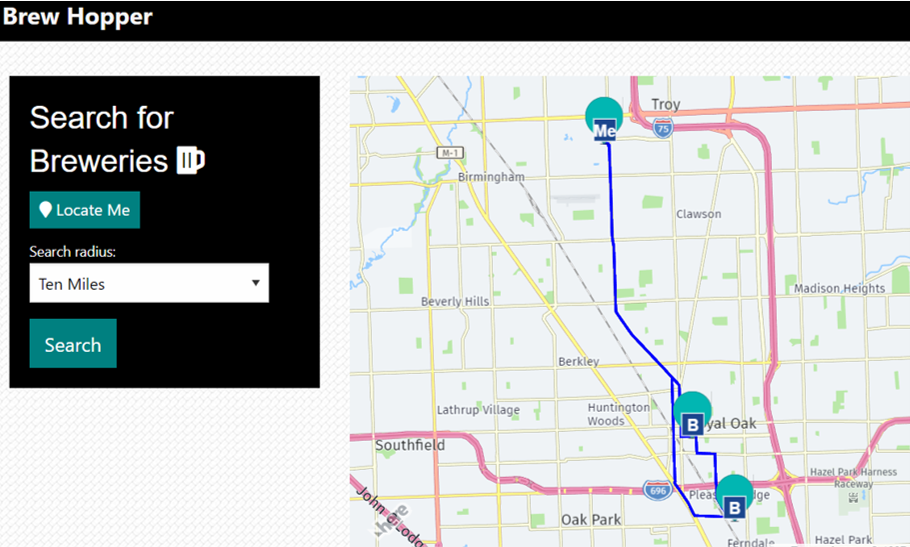 Brew Hopper
Search for
Breweries
Locate Me
Search radius:
Ten Miles
Search
Troy
Me
75
M-1
Birmingham
Clawson
Madison Heights
Beverly Hills
Berkley
Lathrup Village
Huntington
Woods
B
yal Oak
Southfield
Hazel Park Harness
Raceway
696
Pleas
dge
B
John C Lodge
here
Oak Park
Ferndale
Hazel Park